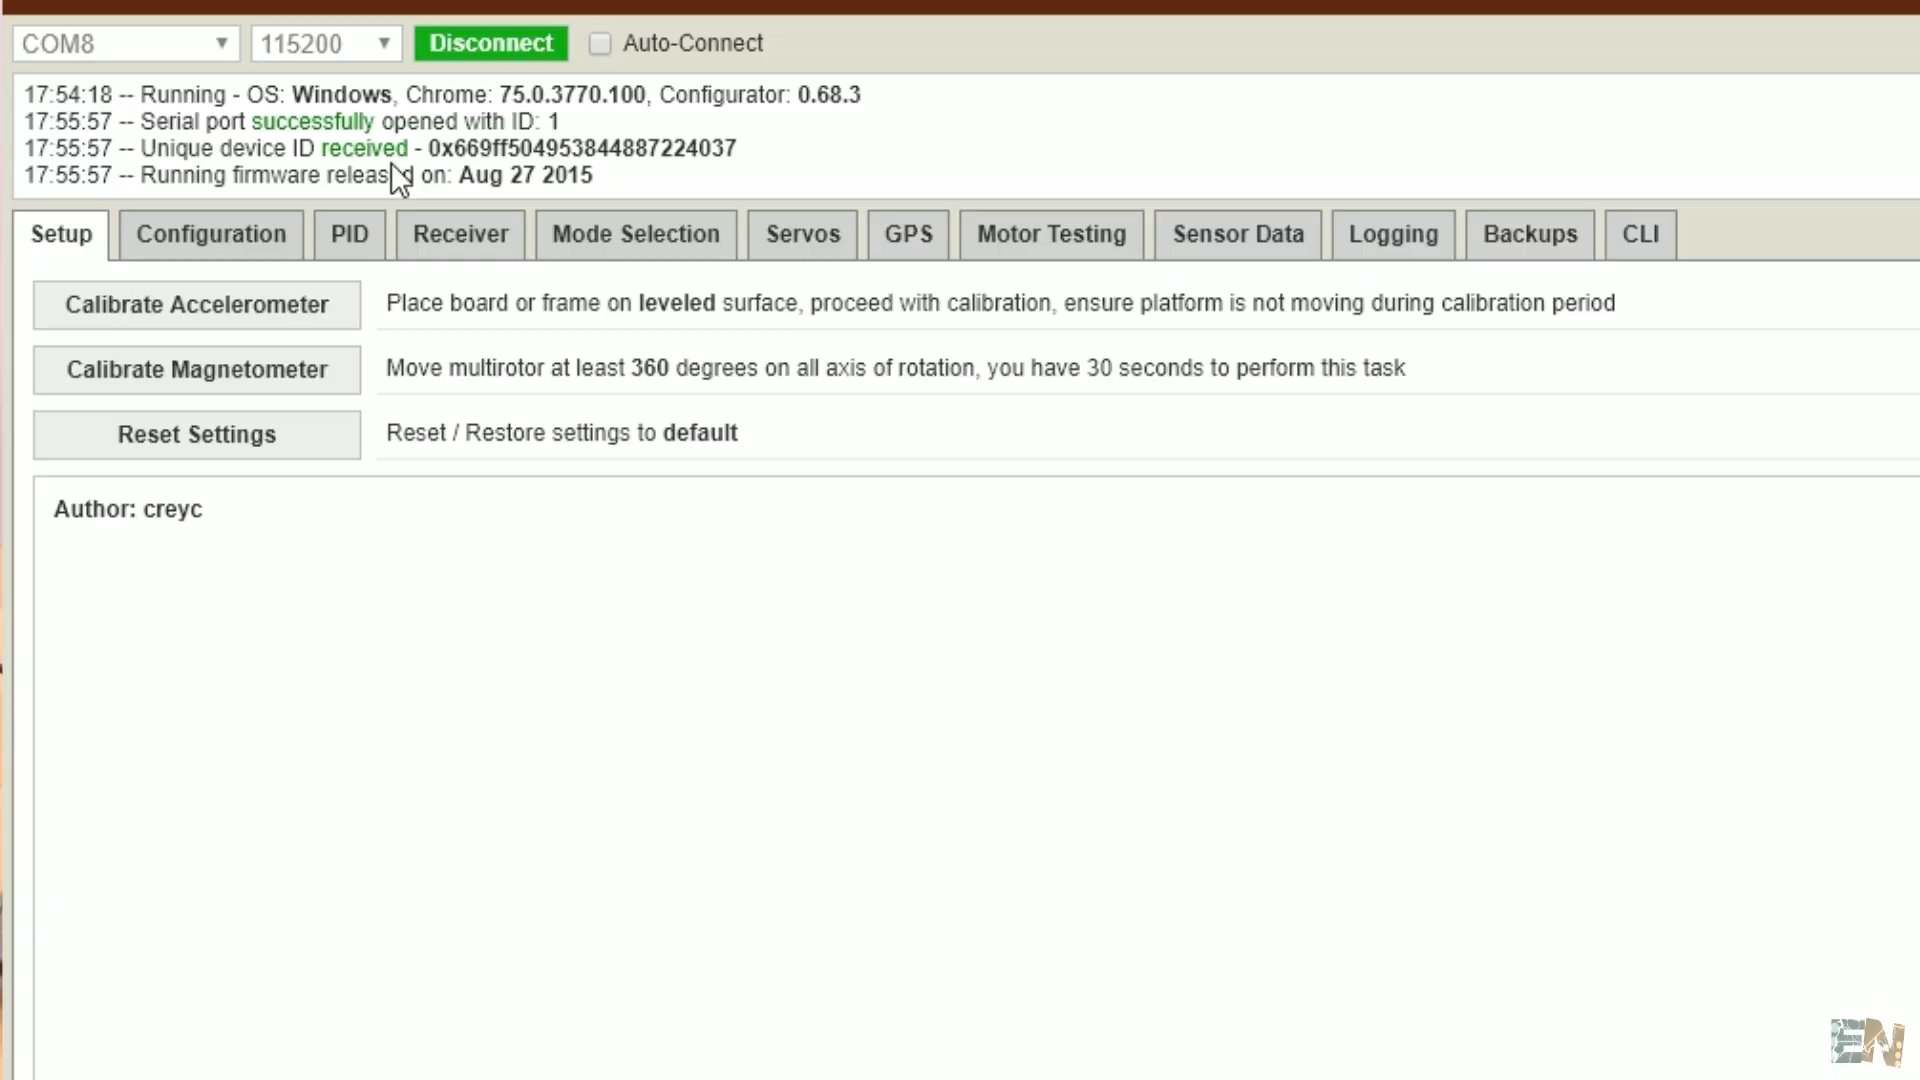 COM8 115200 Disconnect Auto-Connect
17:54:18 -- Running - OS: Windows, Chrome: 75.0.3770.100, Configurator: 0.68.3
17:55:57 -- Serial port successfully opened with ID: 1
17:55:57 -- Unique device ID received - 0x669ff504953844887224037
17:55:57 -- Running firmware released on: Aug 27 2015
Setup Configuration PID Receiver Mode Selection Servos GPS Motor Testing Sensor Data Logging Backups CLI
Calibrate Accelerometer Place board or frame on leveled surface, proceed with calibration, ensure platform is not moving during calibration period
Calibrate Magnetometer Move multirotor at least 360 degrees on all axis of rotation, you have 30 seconds to perform this task
Reset Settings Reset / Restore settings to default
Author: creyc
EN